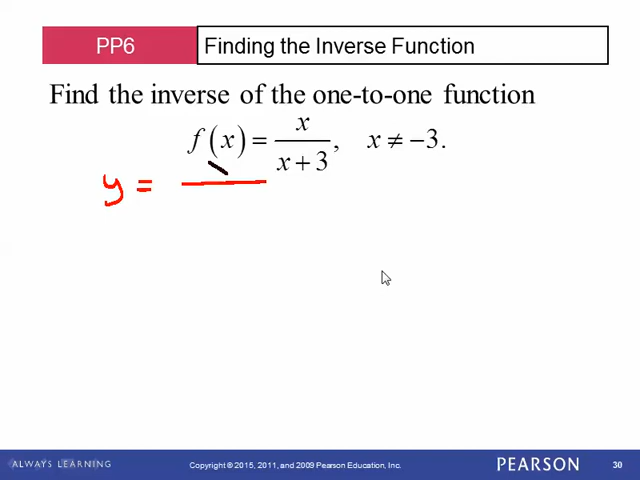 PP6
Finding the Inverse Function
Find the inverse of the one-to-one function
f(x) = x / (x + 3), x ≠ −3.
y =
ALWAYS LEARNING
Copyright © 2015, 2011, and 2009 Pearson Education, Inc.
PEARSON
30